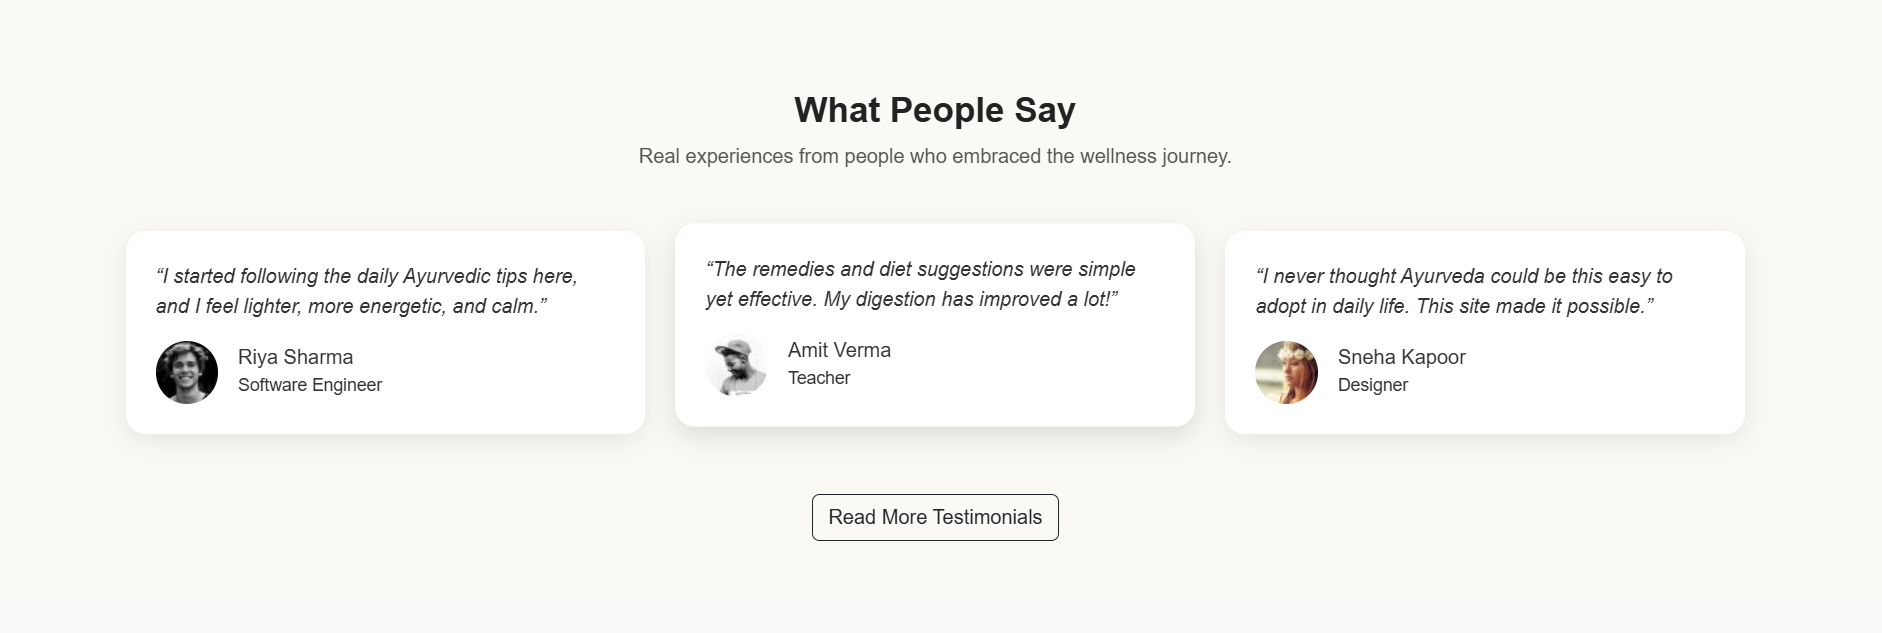 What People Say
Real experiences from people who embraced the wellness journey.
“I started following the daily Ayurvedic tips here,
and I feel lighter, more energetic, and calm.”
Riya Sharma
Software Engineer
“The remedies and diet suggestions were simple
yet effective. My digestion has improved a lot!”
Amit Verma
Teacher
“I never thought Ayurveda could be this easy to
adopt in daily life. This site made it possible.”
Sneha Kapoor
Designer
Read More Testimonials